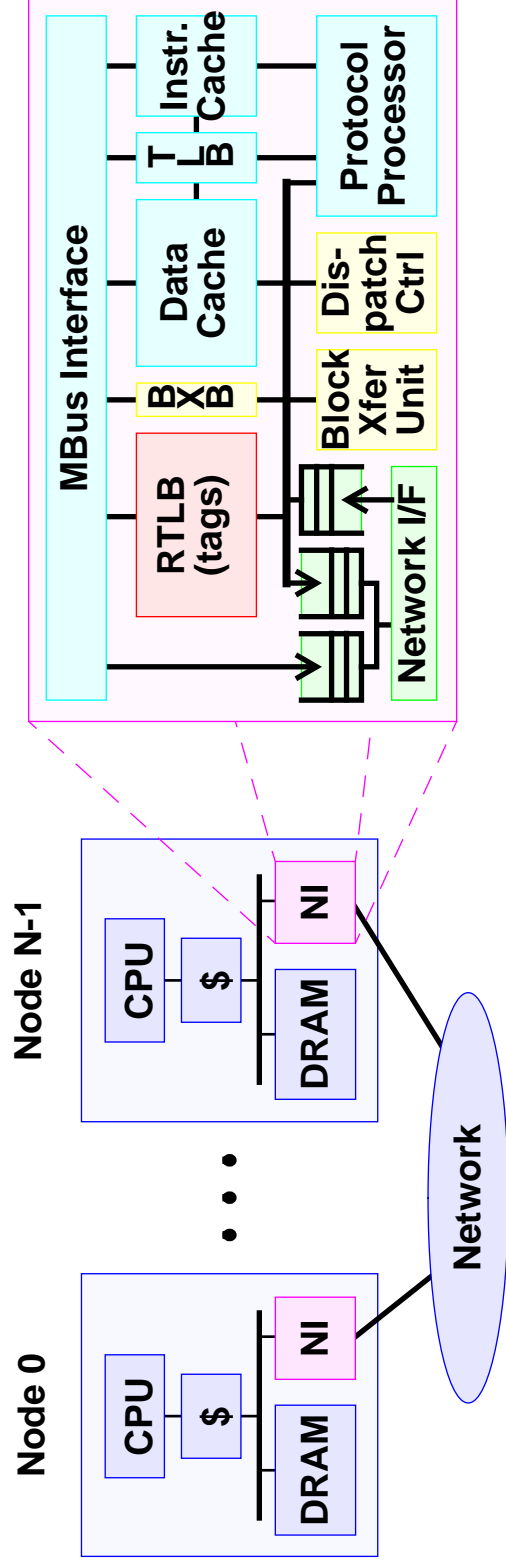 Node 0
CPU
$
DRAM
NI
Node N-1
CPU
$
DRAM
NI
Network
MBus Interface
RTLB
(tags)
B
X
B
Data
Cache
T
L
B
Instr.
Cache
Network I/F
Block
Xfer
Unit
Dis-
patch
Ctrl
Protocol
Processor